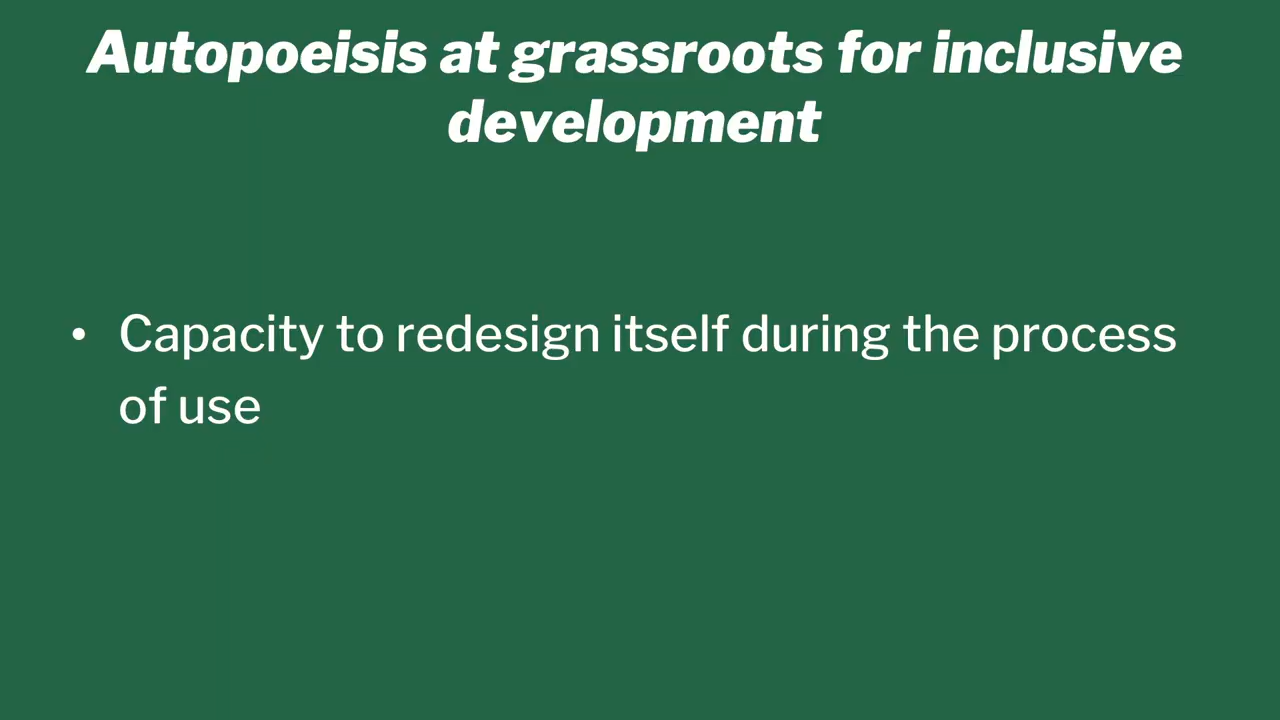 Autopoeisis at grassroots for inclusive
development
• Capacity to redesign itself during the process
of use